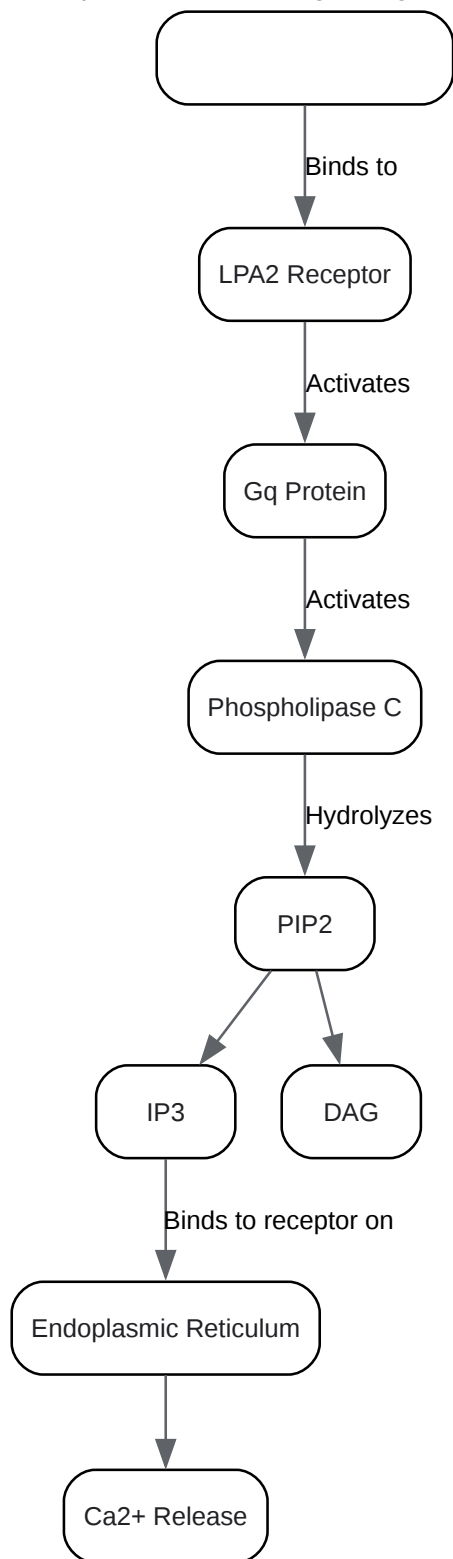 Binds to
LPA2 Receptor
Activates
Gq Protein
Activates
Phospholipase C
Hydrolyzes
PIP2
IP3
DAG
Binds to receptor on
Endoplasmic Reticulum
Ca2+ Release